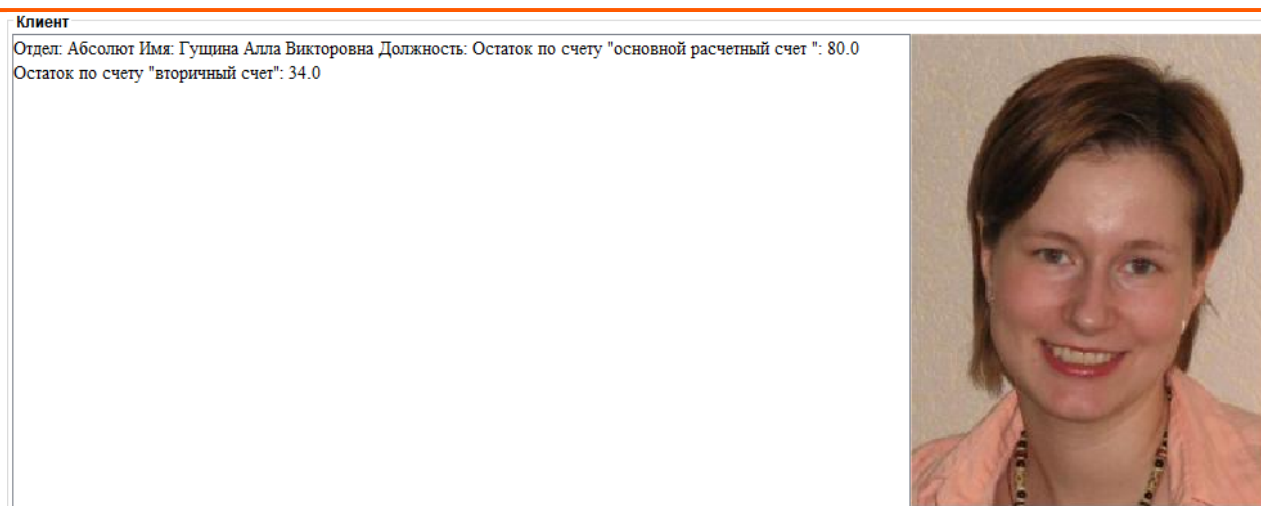 Клиент
Отдел: Абсолют Имя: Гущина Алла Викторовна Должность: Остаток по счету "основной расчетный счет ": 80.0
Остаток по счету "вторичный счет": 34.0